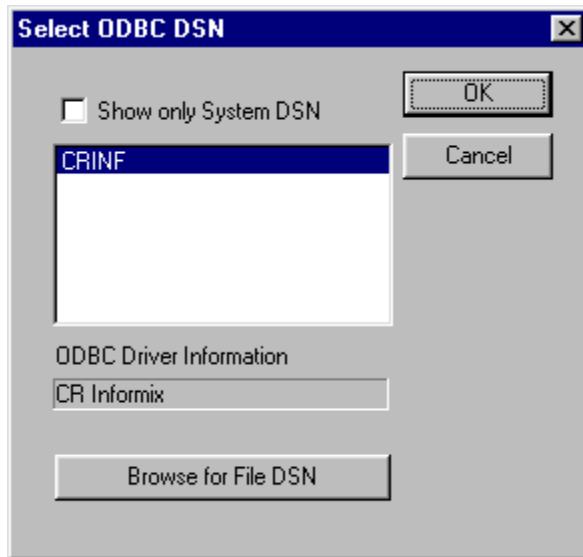 Select ODBC DSN
Show only System DSN
OK
Cancel
CRINF
ODBC Driver Information
CR Informix
Browse for File DSN